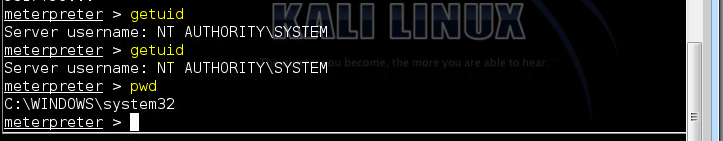 meterpreter > getuid
Server username: NT AUTHORITY\SYSTEM
meterpreter > getuid
Server username: NT AUTHORITY\SYSTEM
meterpreter > pwd
C:\WINDOWS\system32
meterpreter >
KALI LINUX
you become, the more you are able to hear.